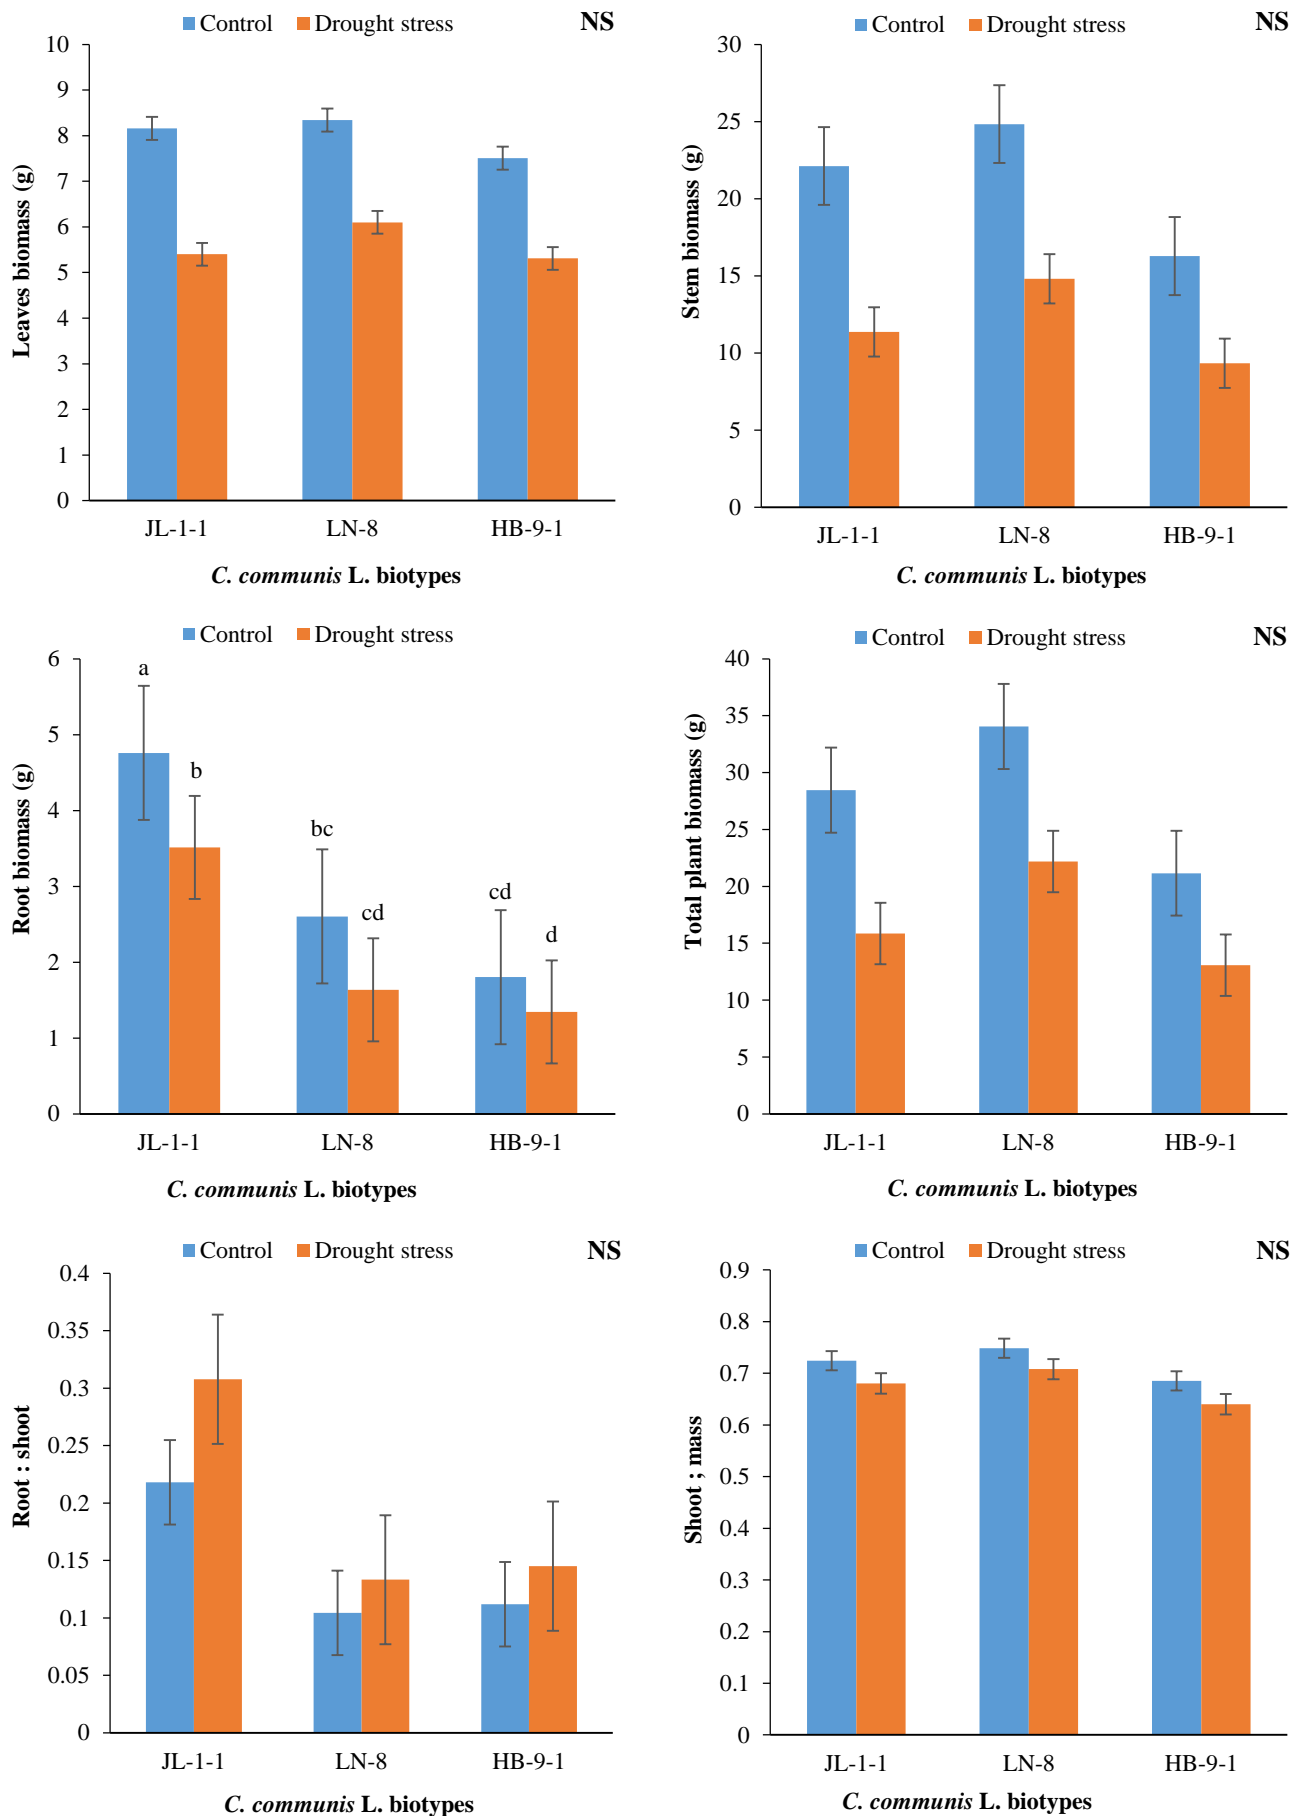 Control Drought stress NS
10
9
8
7
6
5
4
3
2
1
0
Leaves biomass (g)
JL-1-1 LN-8 HB-9-1
C. communis L. biotypes
Control Drought stress NS
30
25
20
15
10
5
0
Stem biomass (g)
JL-1-1 LN-8 HB-9-1
C. communis L. biotypes
Control Drought stress
6
5
4
3
2
1
0
Root biomass (g)
a
b
bc
cd
cd
d
JL-1-1 LN-8 HB-9-1
C. communis L. biotypes
Control Drought stress NS
40
35
30
25
20
15
10
5
0
Total plant biomass (g)
JL-1-1 LN-8 HB-9-1
C. communis L. biotypes
Control Drought stress NS
0.4
0.35
0.3
0.25
0.2
0.15
0.1
0.05
0
Root : shoot
JL-1-1 LN-8 HB-9-1
C. communis L. biotypes
Control Drought stress NS
0.9
0.8
0.7
0.6
0.5
0.4
0.3
0.2
0.1
0
Shoot ; mass
JL-1-1 LN-8 HB-9-1
C. communis L. biotypes